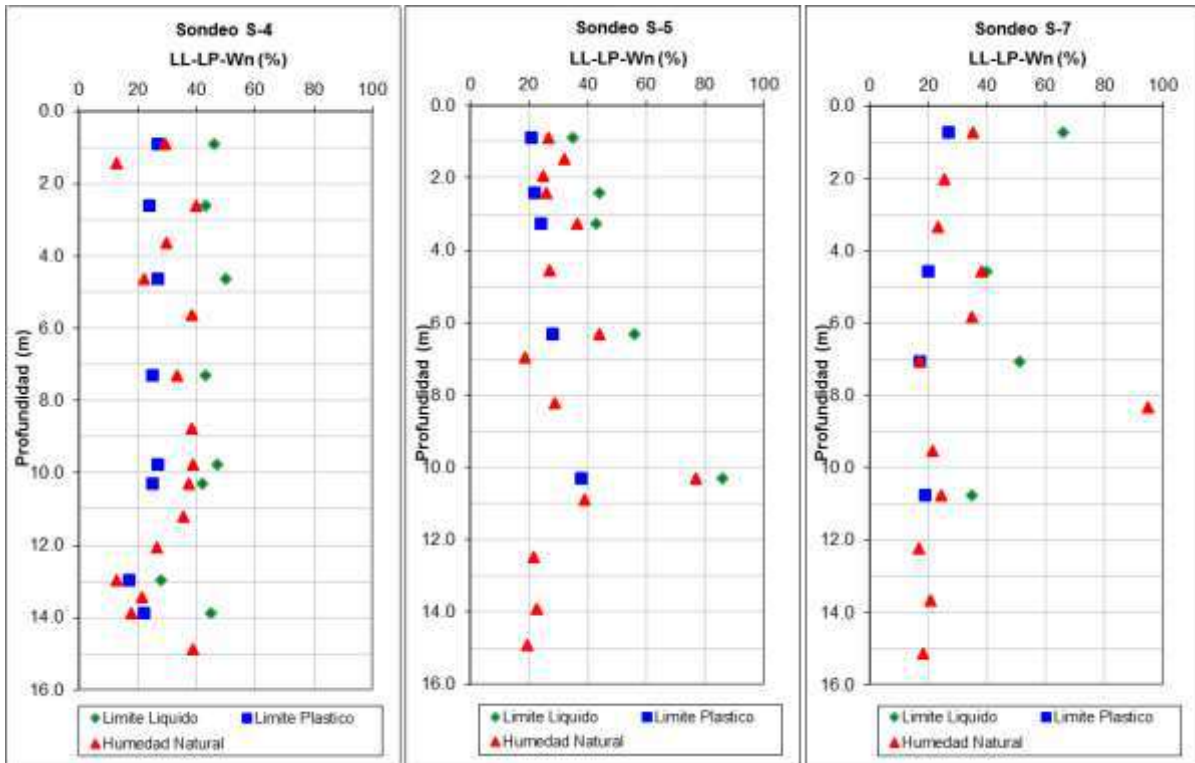 Sondeo S-4
LL-LP-Wn (%)
0 20 40 60 80 100
0.0
2.0
4.0
6.0
8.0
10.0
12.0
14.0
16.0
Profundidad (m)
Limite Liquido Limite Plastico
Humedad Natural
Sondeo S-5
LL-LP-Wn (%)
0 20 40 60 80 100
0.0
2.0
4.0
6.0
8.0
10.0
12.0
14.0
16.0
Profundidad (m)
Limite Liquido Limite Plastico
Humedad Natural
Sondeo S-7
LL-LP-Wn (%)
0 20 40 60 80 100
0.0
2.0
4.0
6.0
8.0
10.0
12.0
14.0
16.0
Profundidad (m)
Limite Liquido Limite Plastico
Humedad Natural